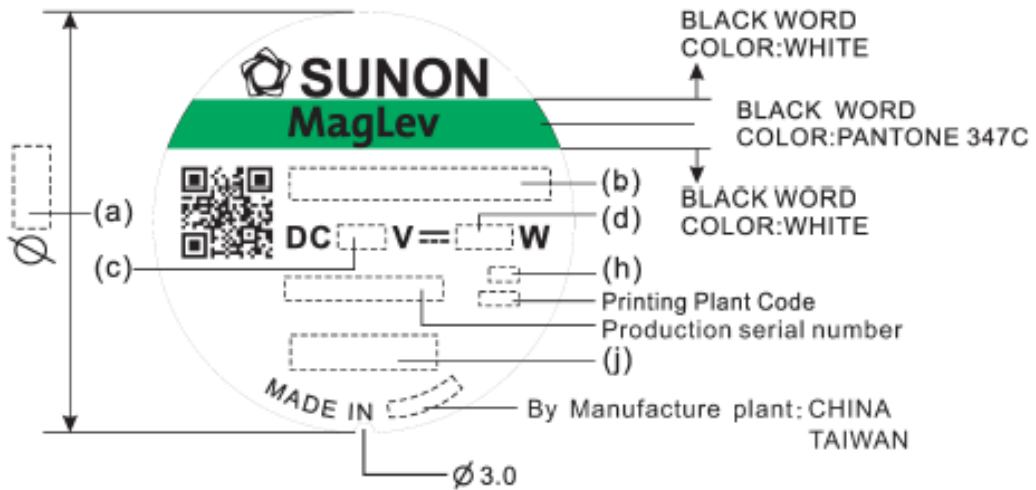 BLACK WORD
COLOR:WHITE
SUNON
MagLev
BLACK WORD
COLOR:PANTONE 347C
(a)
(b)
BLACK WORD
COLOR:WHITE
(d)
DC V W
(c)
(h)
Printing Plant Code
Production serial number
(j)
MADE IN
By Manufacture plant: CHINA
TAIWAN
Ø
Ø 3.0